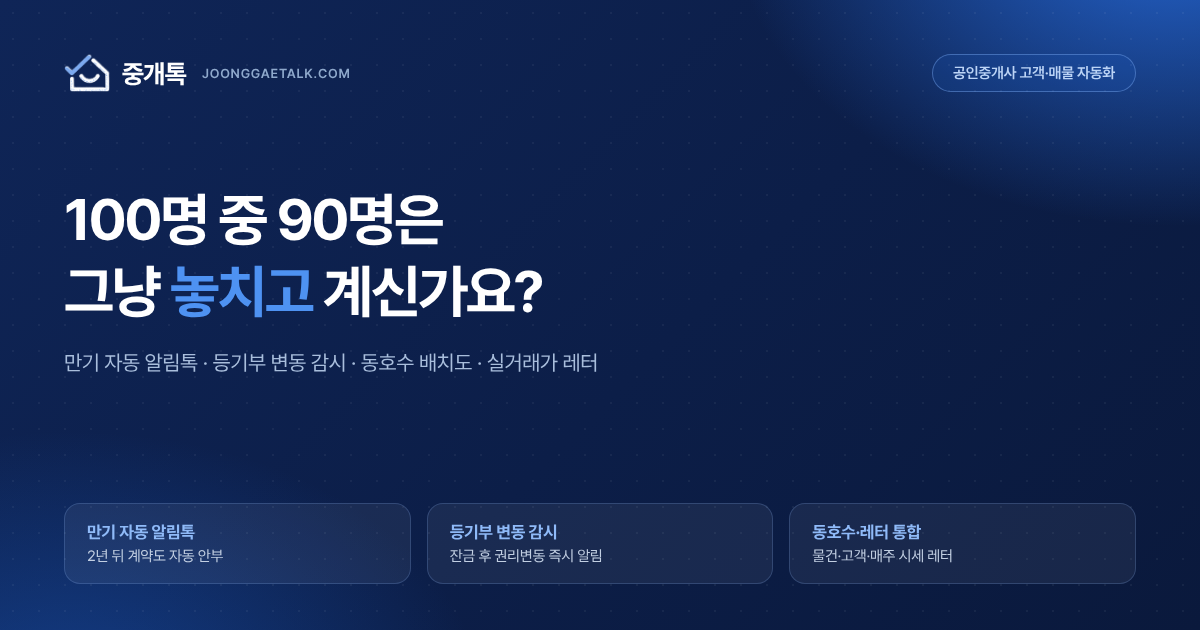 중개톡 JOONGGAETALK.COM
공인중개사 고객·매물 자동화
100명 중 90명은
그냥 놓치고 계신가요?
만기 자동 알림톡 · 등기부 변동 감시 · 동호수 배치도 · 실거래가 레터
만기 자동 알림톡
2년 뒤 계약도 자동 안부
등기부 변동 감시
잔금 후 권리변동 즉시 알림
동호수·레터 통합
물건·고객·매주 시세 레터